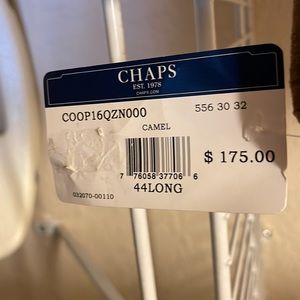 CHAPS
EST. 1978
CHAPS.COM
COOP16QZN000 556 30 32
CAMEL
$ 175.00
7 76058 37706 6
44LONG
032070-00110